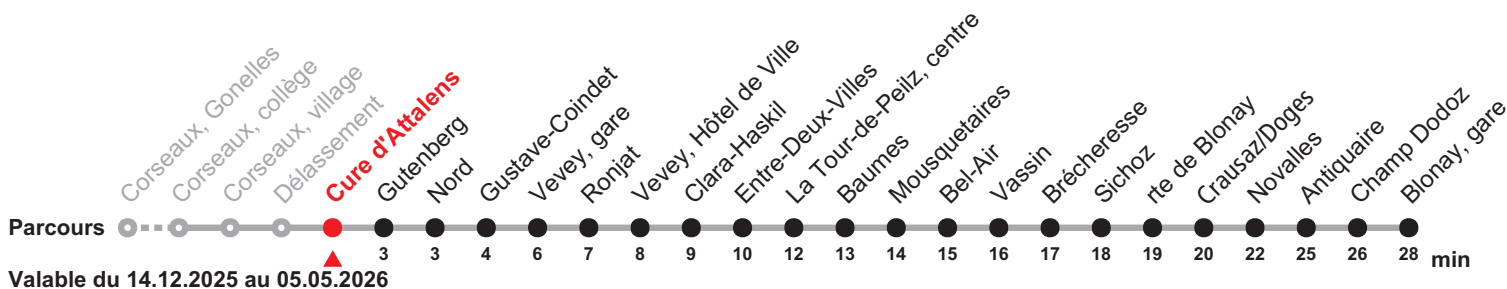 Corseaux, Gonelles
Corseaux, collège
Corseaux, village
Délassement
Cure d'Attalens
Gutenberg
Nord
Gustave-Coindet
Vevey, gare
Ronjat
Vevey, Hôtel de Ville
Clara-Haskil
Entre-Deux-Villes
La Tour-de-Peilz, centre
Baumes
Mousquetaires
Bel-Air
Vassin
Brécheresse
Sichoz
rte de Blonay
Crausaz/Doges
Novalles
Antiquaire
Champ Dodoz
Blonay, gare
Parcours
3 3 4 6 7 8 9 10 12 13 14 15 16 17 18 19 20 22 25 26 28 min
Valable du 14.12.2025 au 05.05.2026